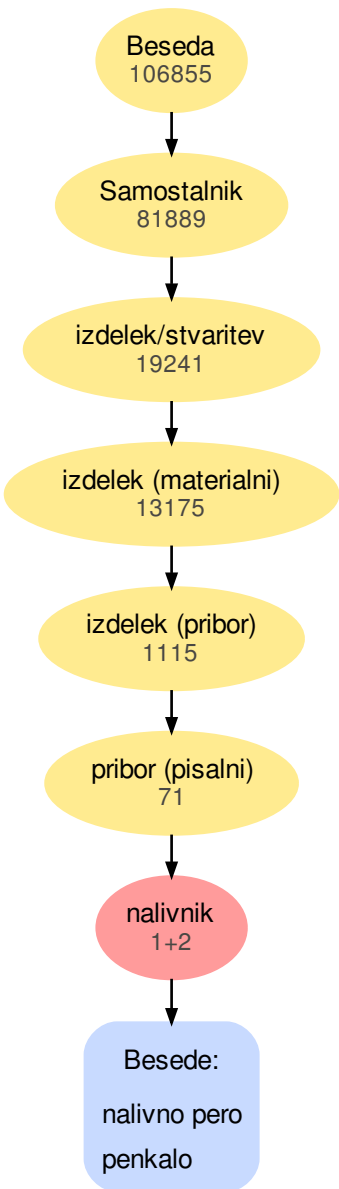 Beseda
106855
Samostalnik
81889
izdelek/stvaritev
19241
izdelek (materialni)
13175
izdelek (pribor)
1115
pribor (pisalni)
71
nalivnik
1+2
Besede:
nalivno pero
penkalo